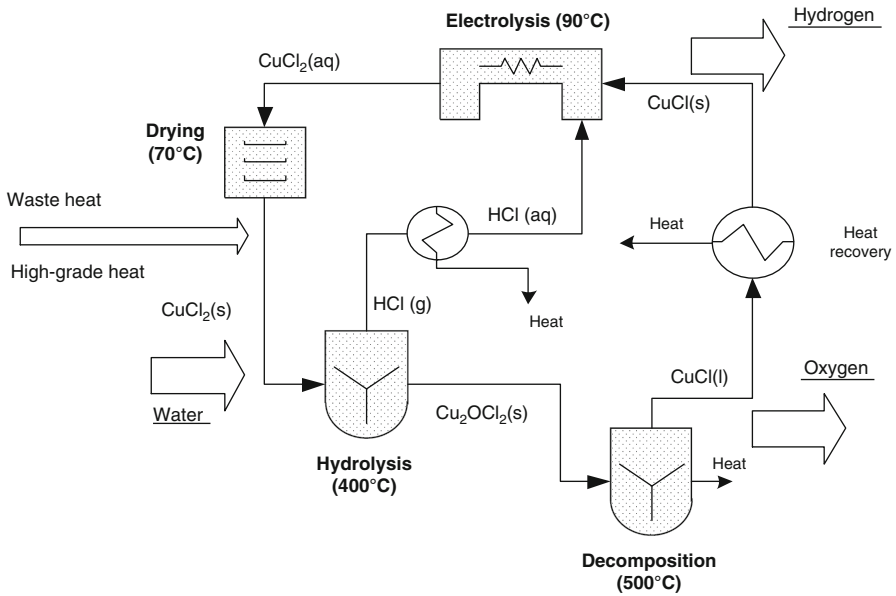 Electrolysis (90°C)
Hydrogen
CuCl₂(aq)
CuCl(s)
Drying
(70°C)
Waste heat
High-grade heat
HCl (aq)
Heat
Heat
recovery
CuCl₂(s)
HCl (g)
Heat
Water
Cu₂OCl₂(s)
CuCl(l)
Oxygen
Hydrolysis
(400°C)
Heat
Decomposition
(500°C)